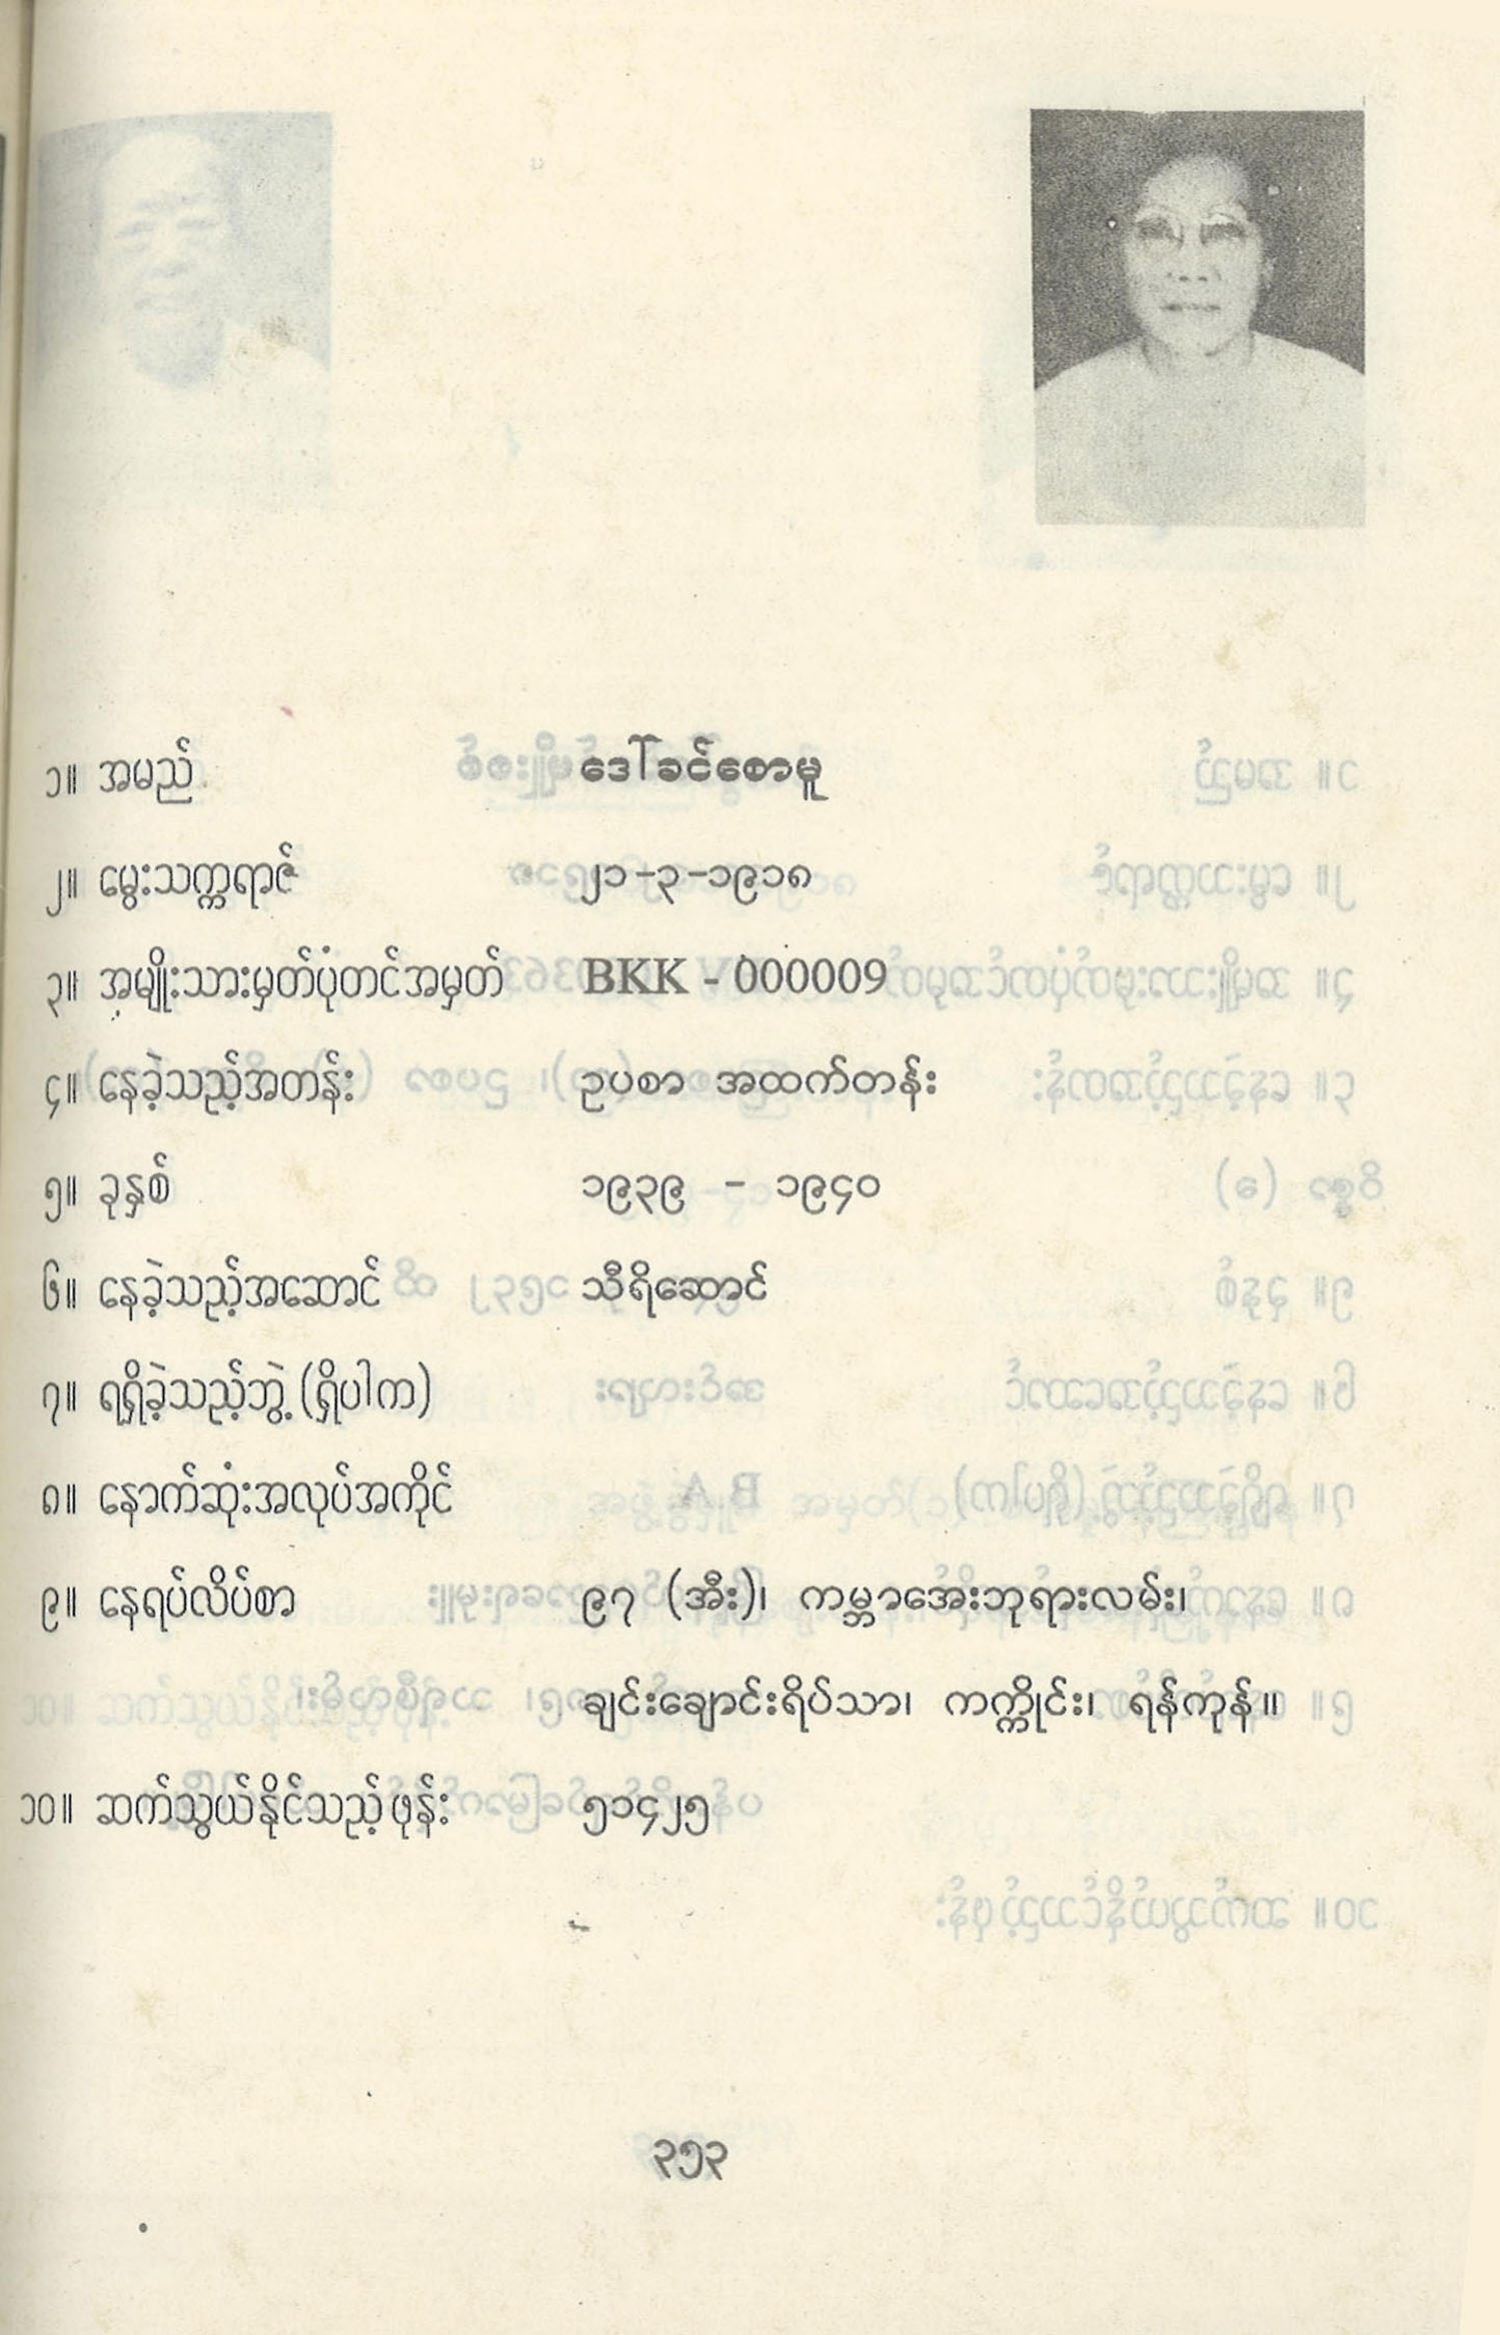 ၁။ အမည် ဒေါ်ခင်စောမူ
၂။ မွေးသက္ကရာဇ် ၂၁-၃-၁၉၁၈
၃။ အမျိုးသားမှတ်ပုံတင်အမှတ် BKK - 000009
၄။ နေခဲ့သည့်အတန်း ဥပစာ အထက်တန်း
၅။ ခုနှစ် ၁၉၃၉ - ၁၉၄၀
၆။ နေခဲ့သည့်အဆောင် သီရိဆောင်
၇။ ရရှိခဲ့သည့်ဘွဲ့ (ရှိပါက)
၈။ နောက်ဆုံးအလုပ်အကိုင်
၉။ နေရပ်လိပ်စာ ၉၇ (အီး)၊ ကမ္ဘာအေးဘုရားလမ်း၊
ချင်းချောင်းရိပ်သာ၊ ကက္ကိုင်း၊ ရန်ကုန်။
၁၀။ ဆက်သွယ်နိုင်သည့်ဖုန်း ၅၁၄၂၅
၃၅၃